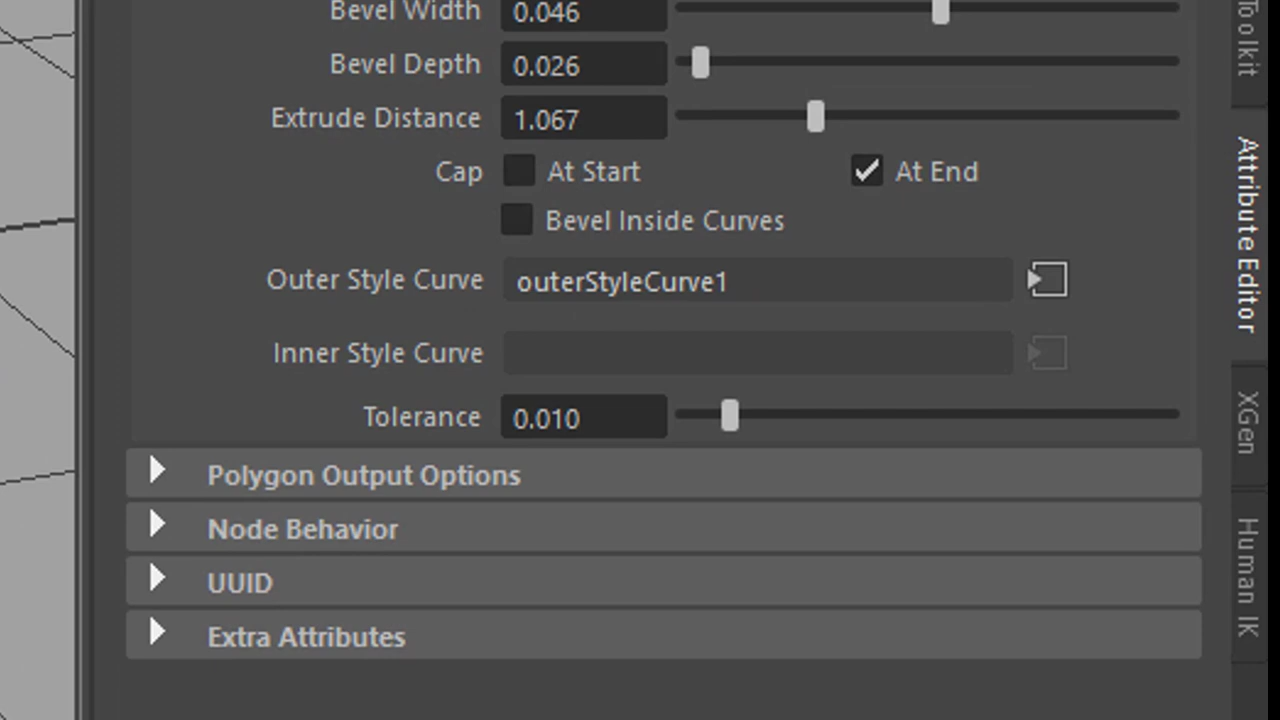 Bevel Width 0.046
Bevel Depth 0.026
Extrude Distance 1.067
Cap At Start At End
Bevel Inside Curves
Outer Style Curve outerStyleCurve1
Inner Style Curve
Tolerance 0.010
Polygon Output Options
Node Behavior
UUID
Extra Attributes
Toolkit
Attribute Editor
XGen
Human IK